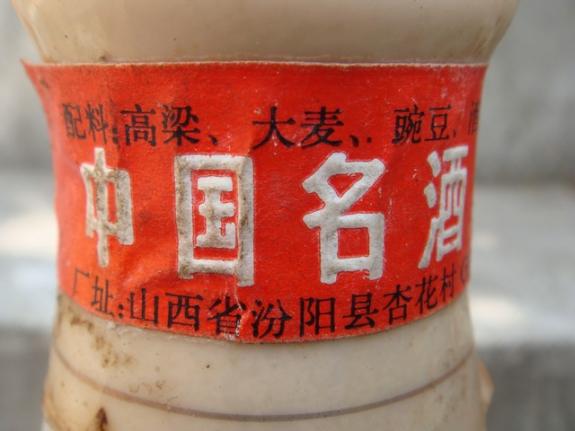 配料:高粱、大麦、豌豆、
中国名酒
厂址:山西省汾阳县杏花村